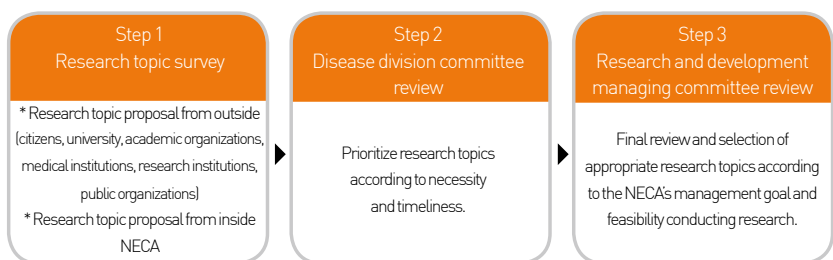 Step 1
Research topic survey
* Research topic proposal from outside
(citizens, university, academic organizations,
medical institutions, research institutions,
public organizations)
* Research topic proposal from inside
NECA
Step 2
Disease division committee
review
Prioritize research topics
according to necessity
and timeliness.
Step 3
Research and development
managing committee review
Final review and selection of
appropriate research topics according
to the NECA's management goal and
feasibility conducting research.